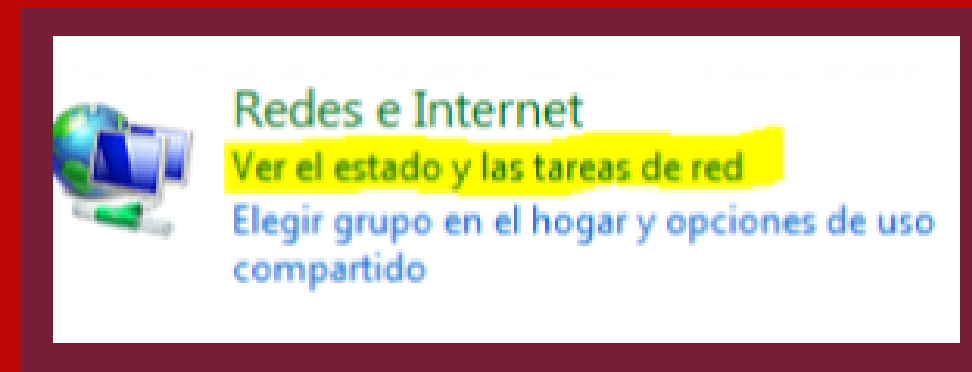 Redes e Internet
Ver el estado y las tareas de red
Elegir grupo en el hogar y opciones de uso
compartido